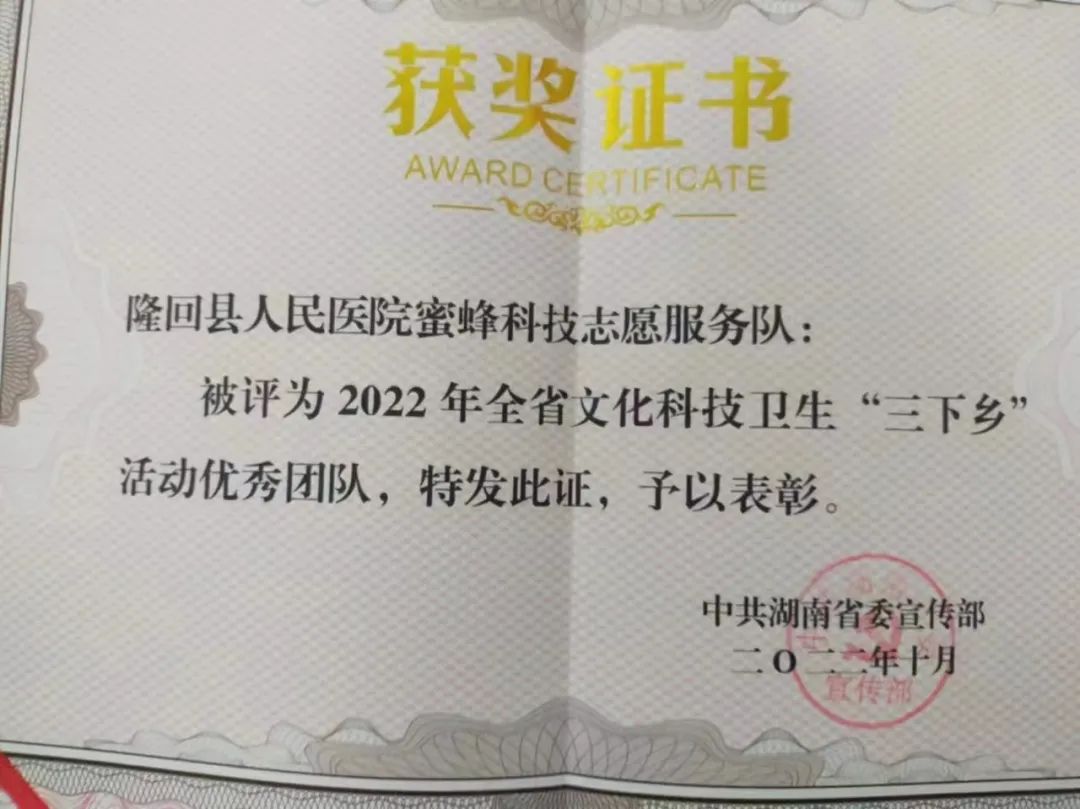 获奖证书
AWARD CERTIFICATE
隆回县人民医院蜜蜂科技志愿服务队：
被评为 2022 年全省文化科技卫生“三下乡”
活动优秀团队，特发此证，予以表彰。
中共湖南省委宣传部
二〇二二年十月
宣传部